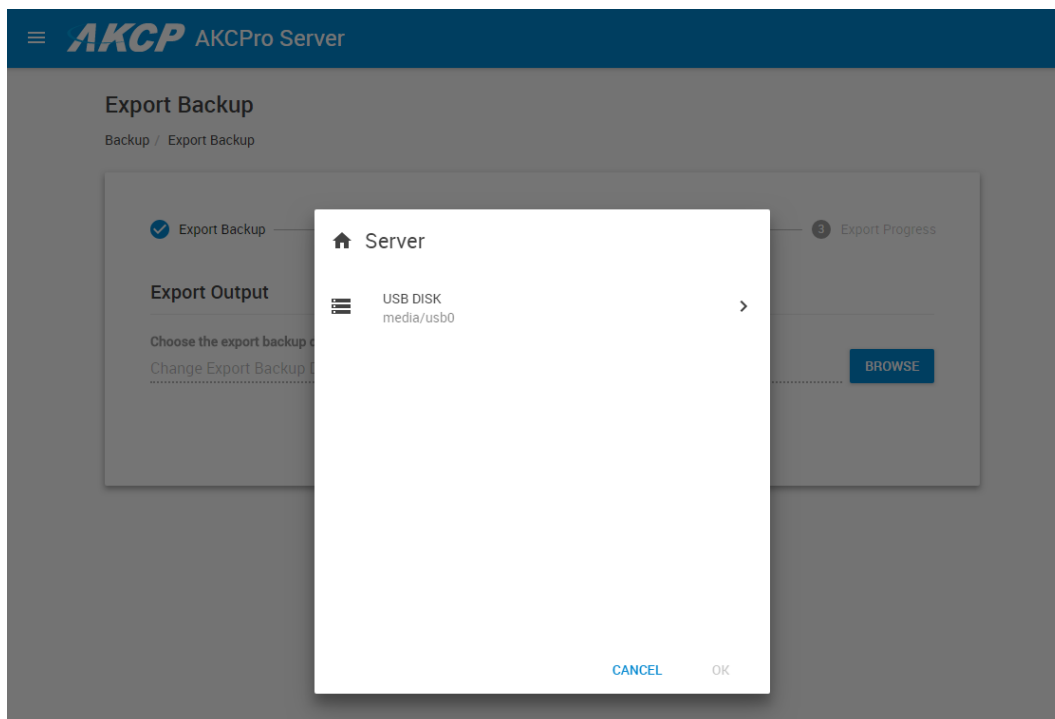 AKCP AKCPro Server
Export Backup
Backup / Export Backup
Export Backup
3 Export Progress
Server
Export Output
USB DISK
media/usb0
Choose the export backup
Change Export Backup
BROWSE
CANCEL OK